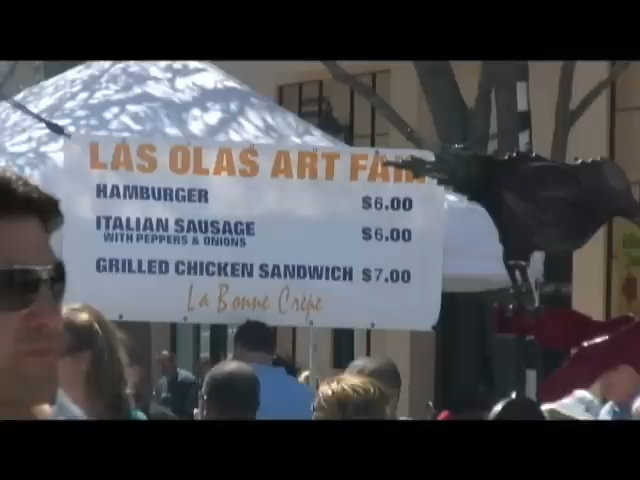 LAS OLAS ART FAIR
HAMBURGER $6.00
ITALIAN SAUSAGE $6.00
WITH PEPPERS & ONIONS
GRILLED CHICKEN SANDWICH $7.00
La Bonne Crêpe